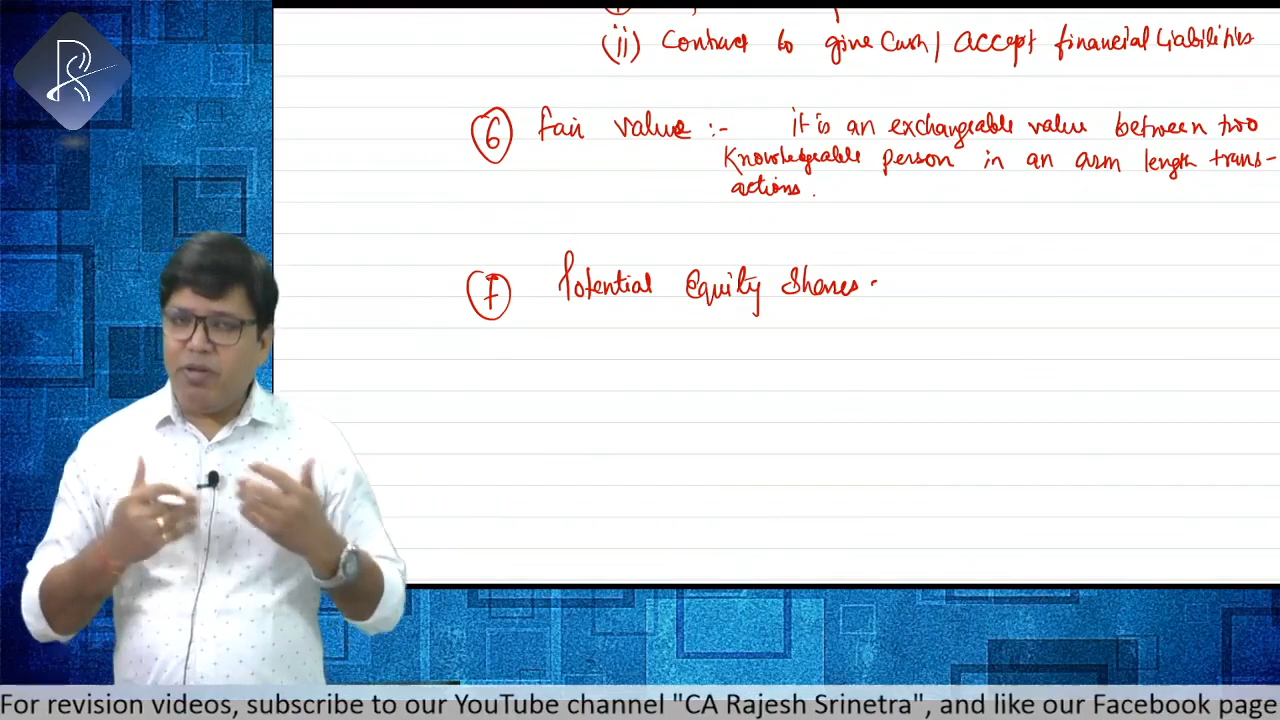 (ii) Contract to give Cash / Accept financial liabilities
6 Fair value :- it is an exchangeable value between two
Knowledgeable person in an arm length trans-
actions.
7 Potential Equity Shares.
For revision videos, subscribe to our YouTube channel "CA Rajesh Srinetra", and like our Facebook page